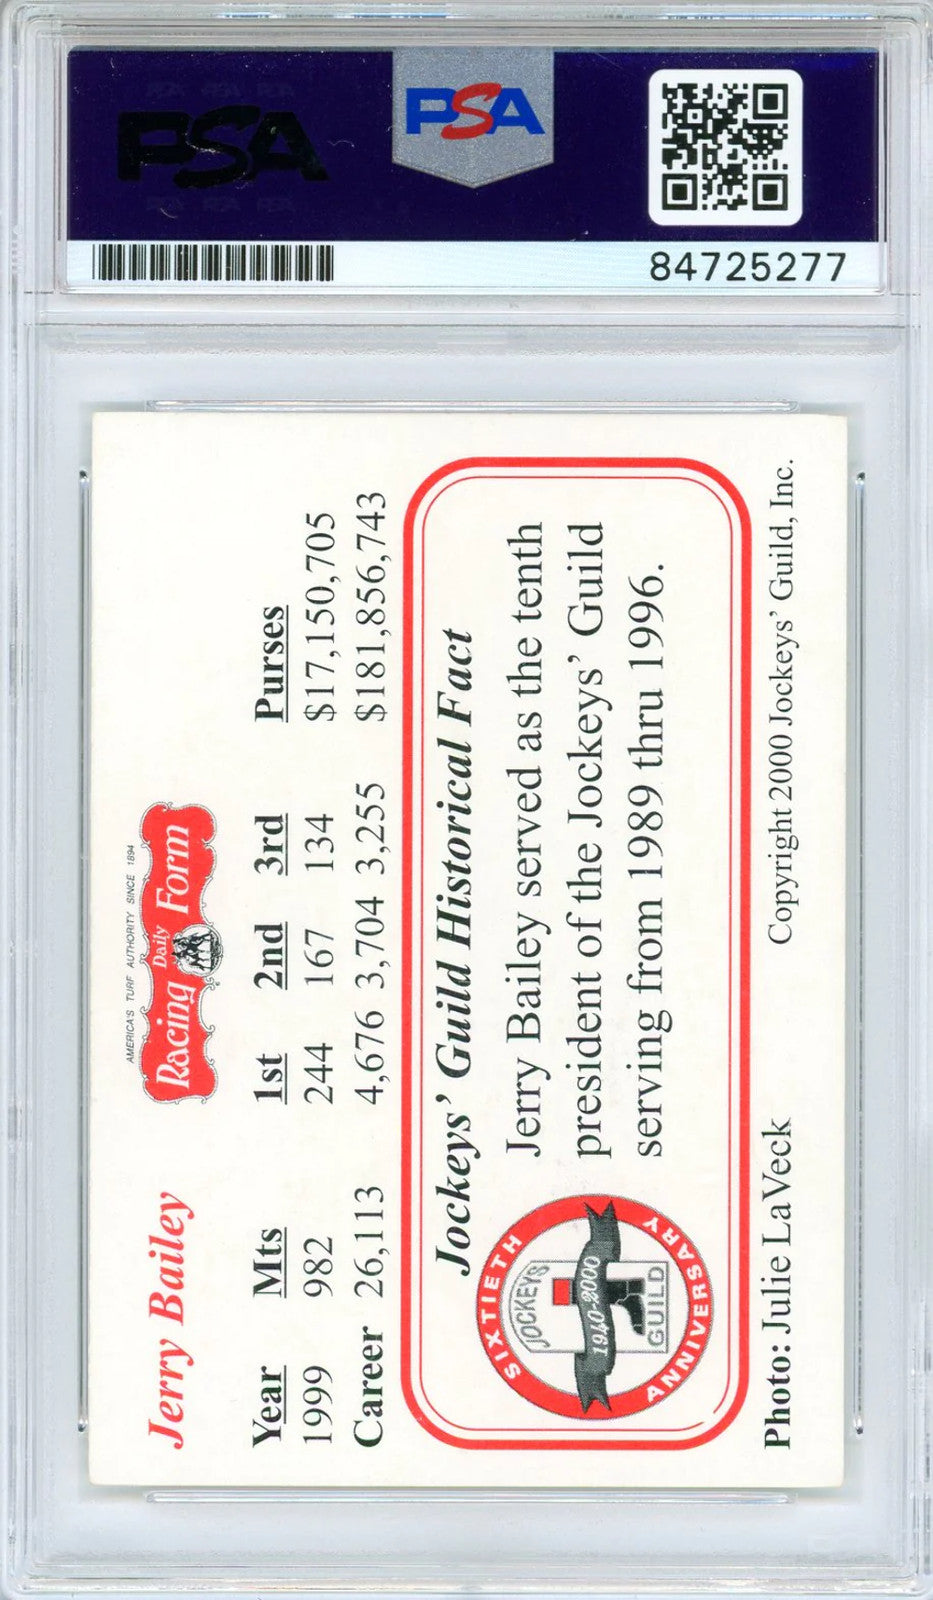 PSA
PSA
84725277
Jerry Bailey
AMERICA'S TURF AUTHORITY SINCE 1894
Racing Daily Form
Year Mts 1st 2nd 3rd Purses
1999 982 244 167 134 $17,150,705
Career 26,113 4,676 3,704 3,255 $181,856,743
Jockeys' Guild Historical Fact
Jerry Bailey served as the tenth
president of the Jockeys' Guild
serving from 1989 thru 1996.
SIXTIETH
JOCKEYS'
1940-2000
GUILD
ANNIVERSARY
Photo: Julie LaVeck Copyright 2000 Jockeys' Guild, Inc.